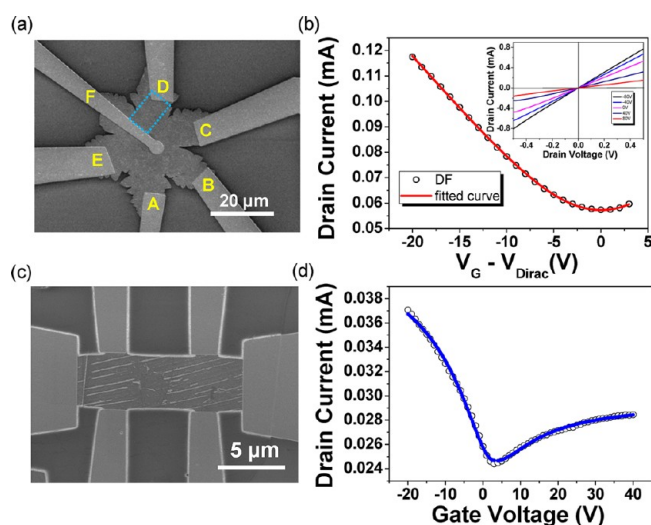 (a)
D
F
C
E
B
A
20 µm
(b)
Drain Current (mA)
0.12
0.11
0.10
0.09
0.08
0.07
0.06
0.05
-20
-15
-10
-5
0
5
V_G - V_Dirac (V)
DF
fitted curve
Drain Current (mA)
0.8
0.4
0.0
-0.4
-0.8
-0.4
-0.2
0.0
0.2
0.4
Drain Voltage (V)
(c)
5 µm
(d)
Drain Current (mA)
0.038
0.036
0.034
0.032
0.030
0.028
0.026
0.024
-20
-10
0
10
20
30
40
Gate Voltage (V)